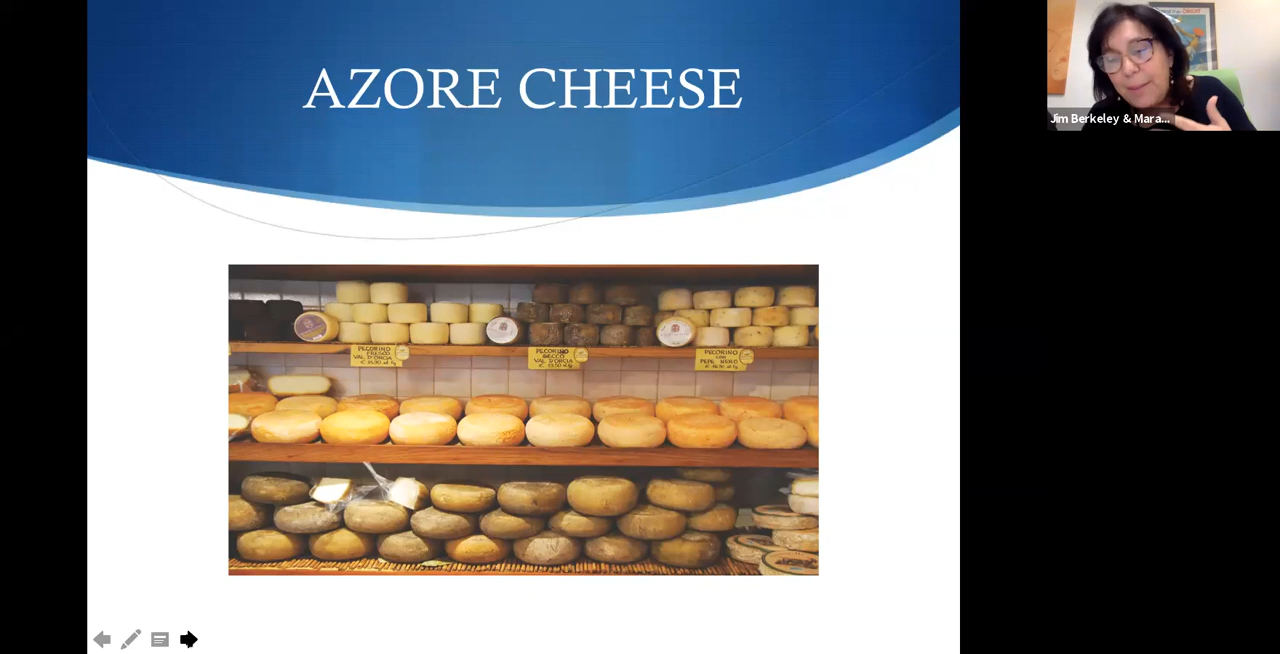 AZORE CHEESE
Jim Berkeley & Mara...
PECORINO
FRESCO
VAL D'ORCIA
PECORINO
SECCO
VAL D'ORCIA
PECORINO
CON
PEPE NERO